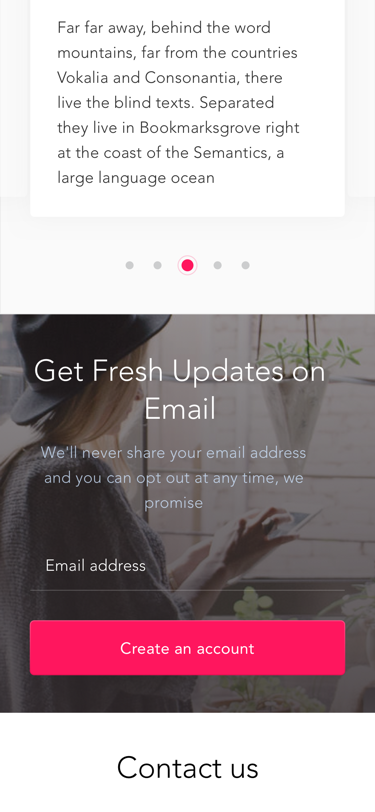 Far far away, behind the word
mountains, far from the countries
Vokalia and Consonantia, there
live the blind texts. Separated
they live in Bookmarksgrove right
at the coast of the Semantics, a
large language ocean
Get Fresh Updates on
Email
We'll never share your email address
and you can opt out at any time, we
promise
Email address
Create an account
Contact us